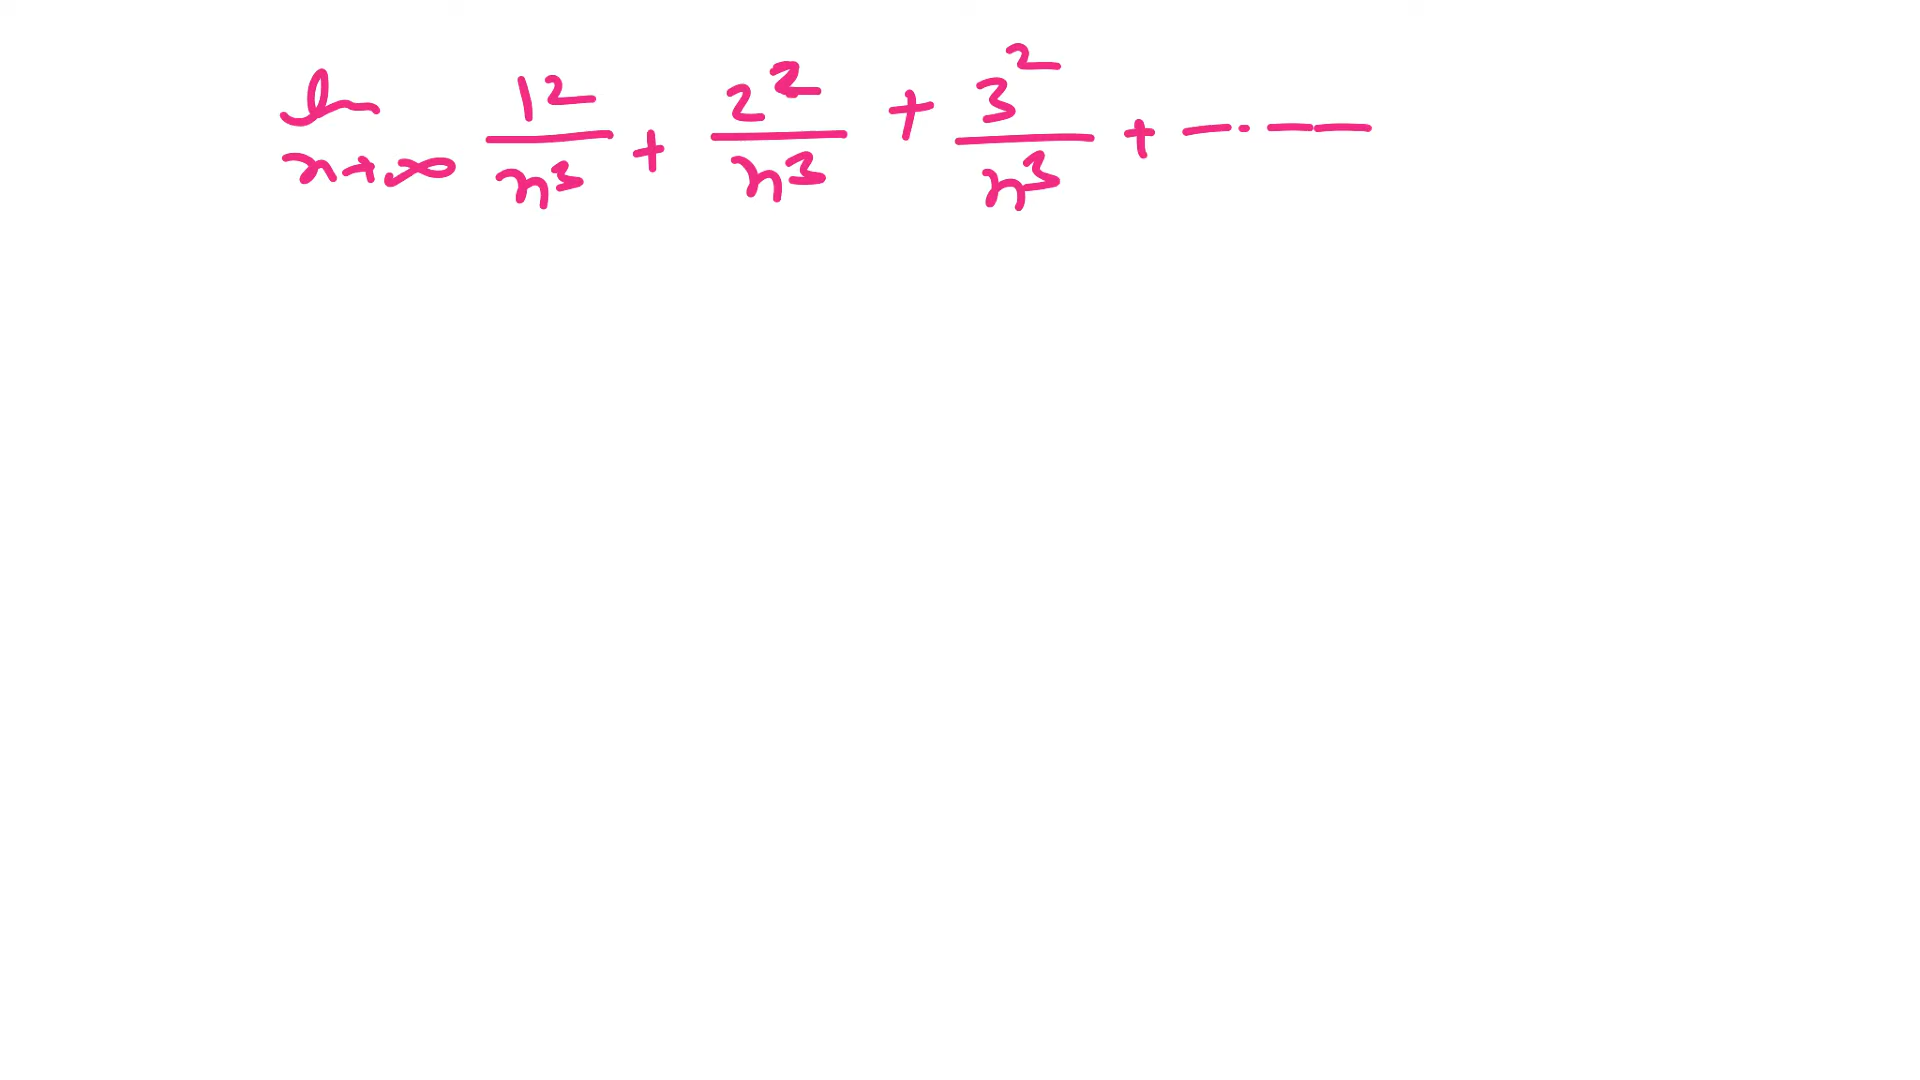 lim n→∞ 1²/n³ + 2²/n³ + 3²/n³ + -----